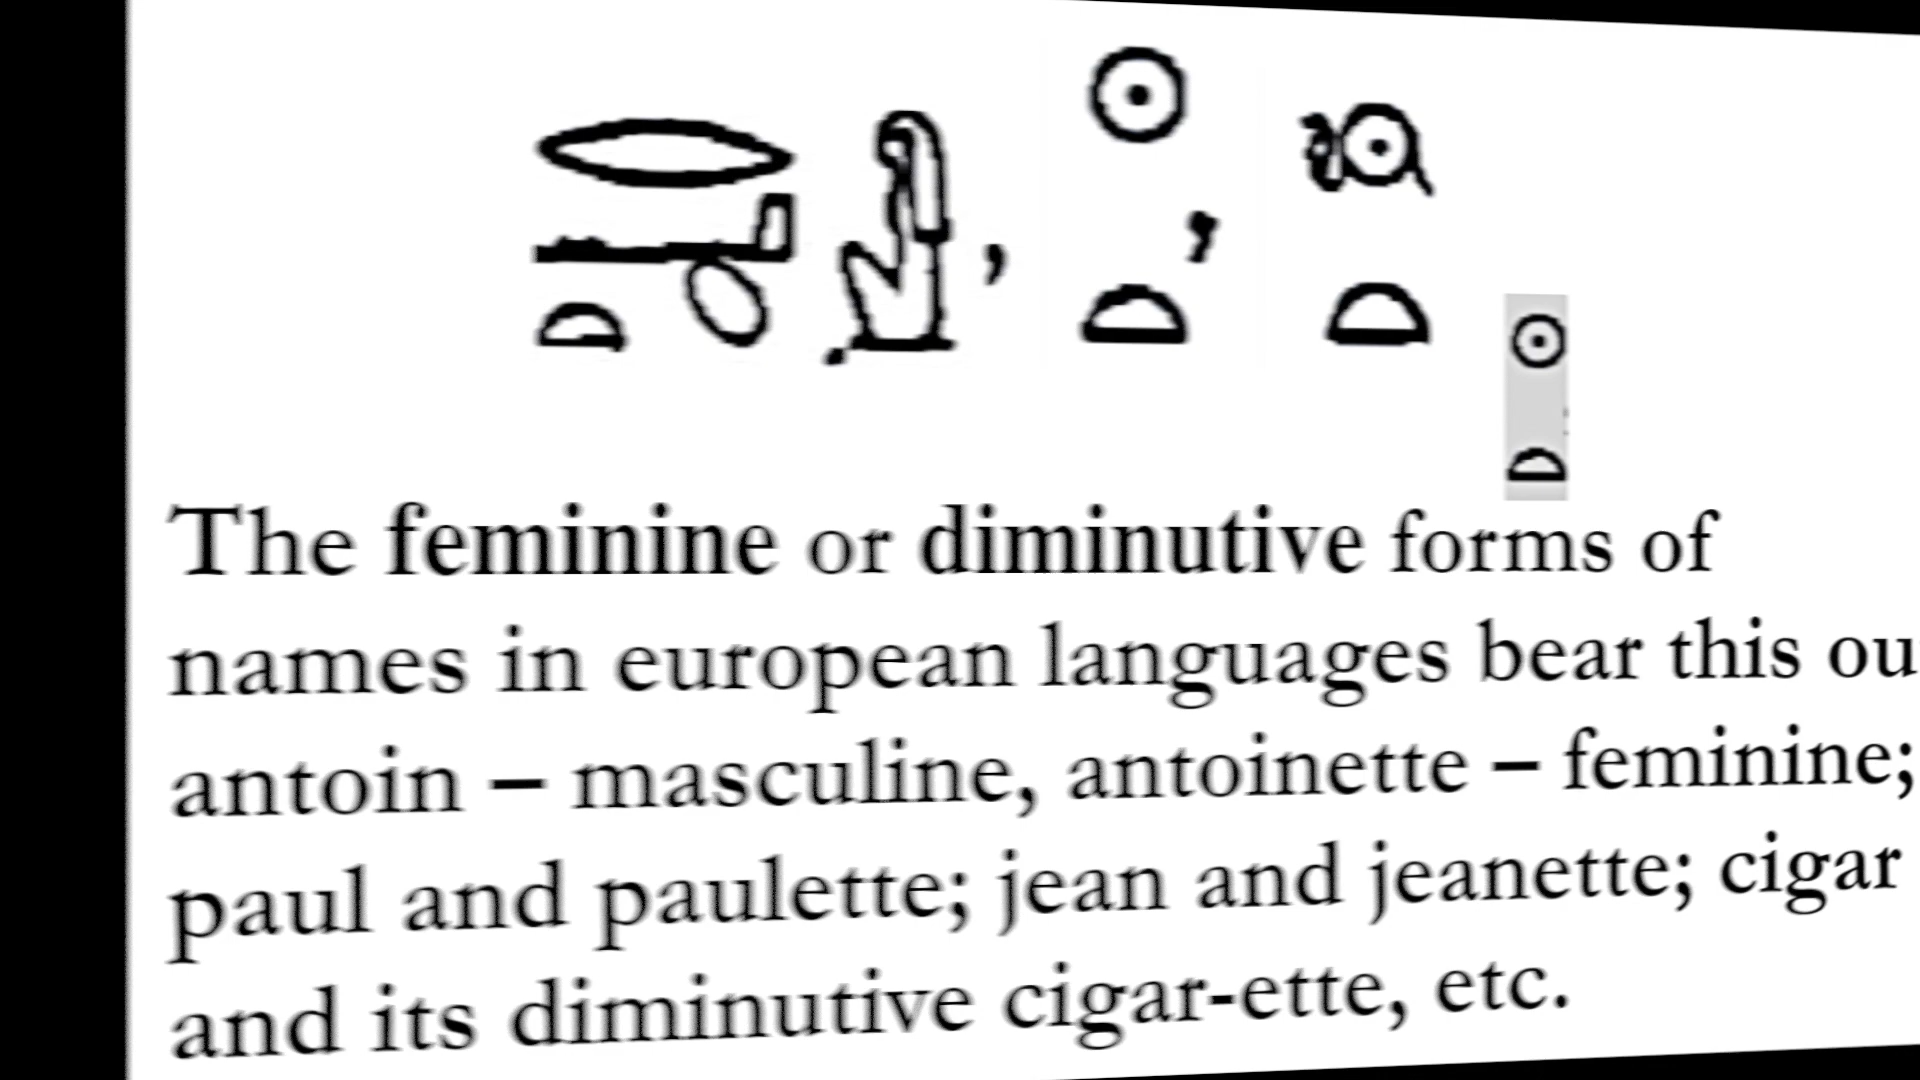 The feminine or diminutive forms of
names in european languages bear this ou
antoin – masculine, antoinette – feminine;
paul and paulette; jean and jeanette; cigar
and its diminutive cigar-ette, etc.